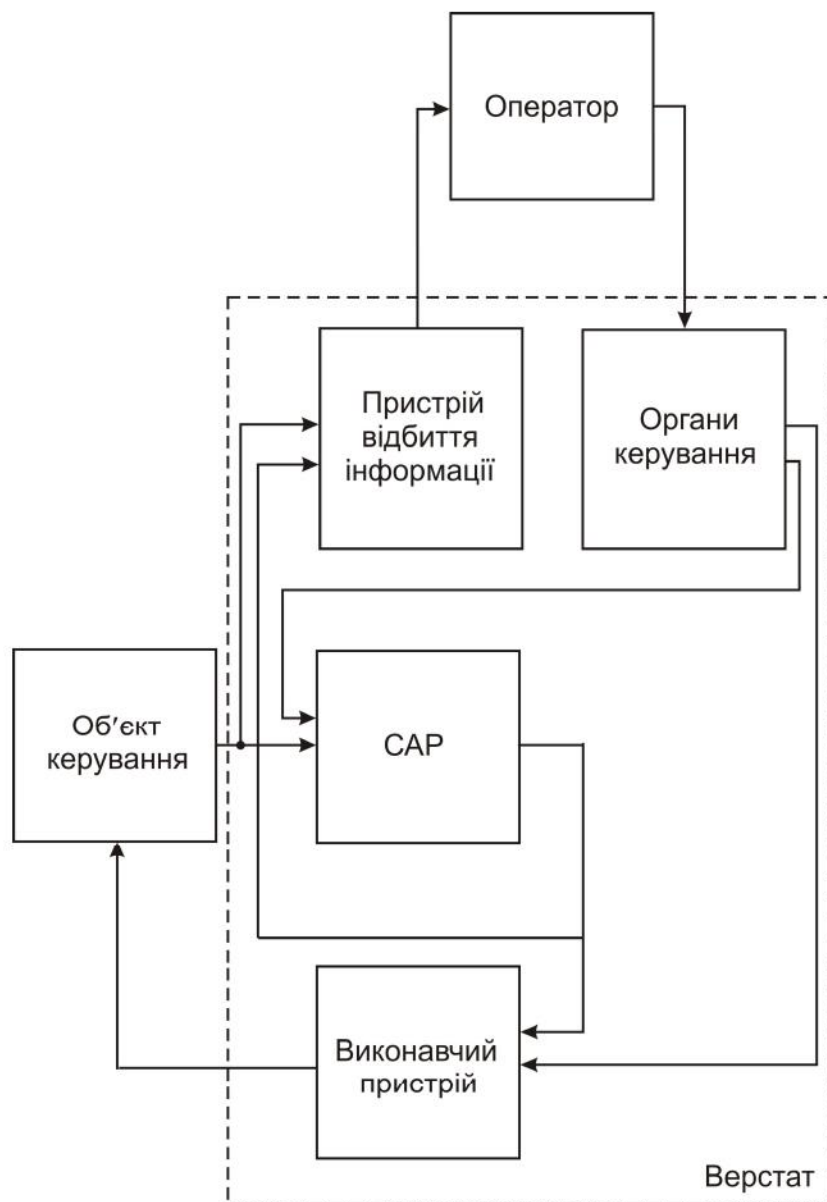 Оператор
Пристрій
відбиття
інформації
Органи
керування
Об′єкт
керування
САР
Виконавчий
пристрій
Верстат